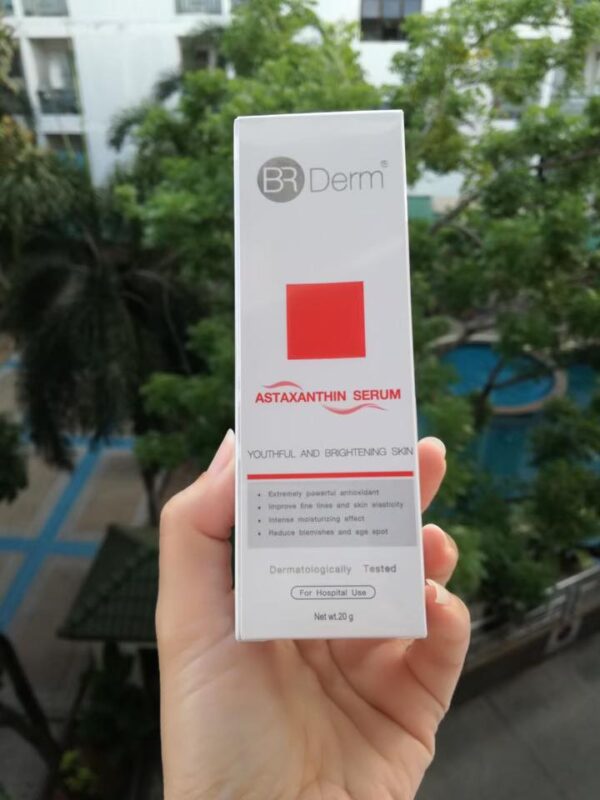 BR Derm®
ASTAXANTHIN SERUM
YOUTHFUL AND BRIGHTENING SKIN
• Extremely powerful antioxidant
• Improve fine lines and skin elasticity
• Intense moisturizing effect
• Reduce blemishes and age spot
Dermatologically Tested
For Hospital Use
Net wt.20 g